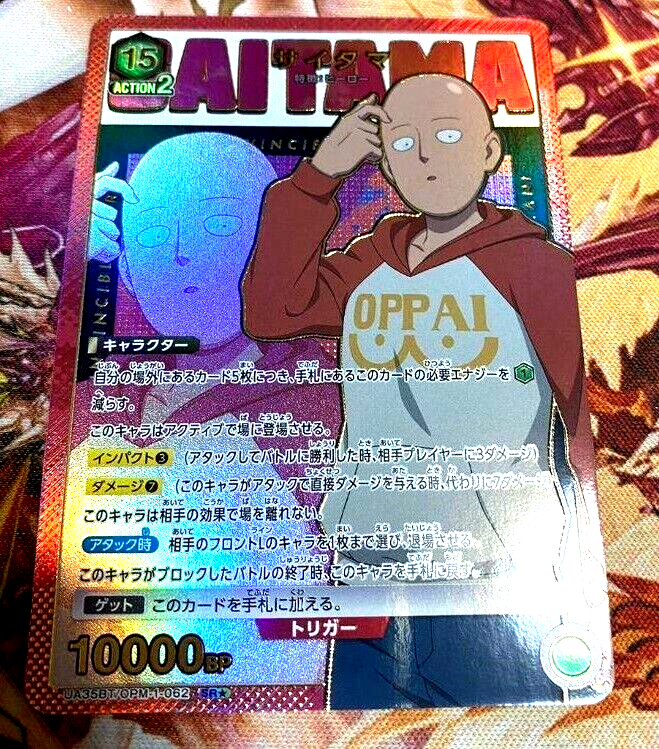 15
ACTION2
SAITAMA
サイタマ
特徴:ヒーロー
OPPAI
キャラクター
自分の場外にあるカード5枚につき、手札にあるこのカードの必要エナジーを1
減らす。
このキャラはアクティブで場に登場させる。
インパクト3 (アタックしてバトルに勝利した時、相手プレイヤーに3ダメージ)
ダメージ7 (このキャラがアタックで直接ダメージを与える時、代わりに7ダメージ)
このキャラは相手の効果で場を離れない。
アタック時 相手のフロントLのキャラを1枚まで選び、退場させる。
このキャラがブロックしたバトルの終了時、このキャラを手札に戻す。
ゲット このカードを手札に加える。
トリガー
10000BP
UA35BT/OPM-1-062 SR★